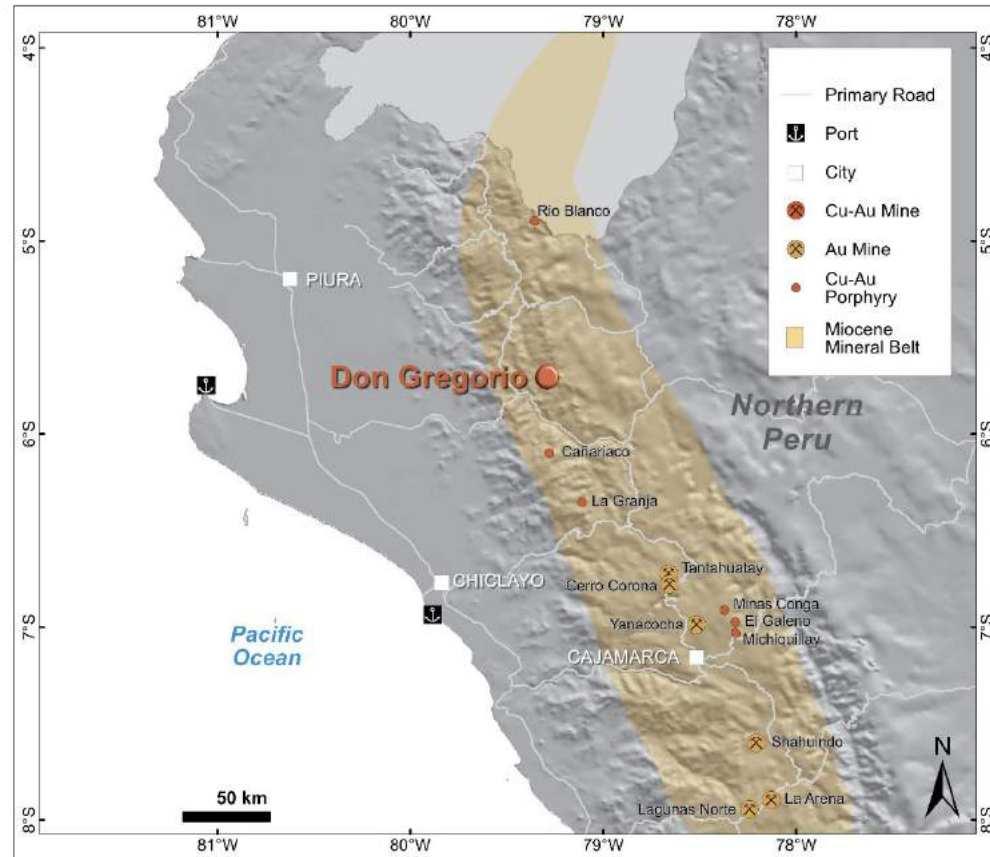 81°W
80°W
79°W
78°W
4°S
4°S
Primary Road
Port
City
Cu-Au Mine
Au Mine
Cu-Au
Porphyry
Miocene
Mineral Belt
Rio Blanco
5°S
5°S
PIURA
Don Gregorio
Northern
Peru
6°S
6°S
Cañariaco
La Granja
Tantahuatay
CHICLAYO
Cerro Corona
Minas Conga
El Galeno
Yanacocha
Michiquillay
7°S
7°S
Pacific
Ocean
CAJAMARCA
Shahuindo
N
50 km
Lagunas Norte
La Arena
8°S
8°S
81°W
80°W
79°W
78°W